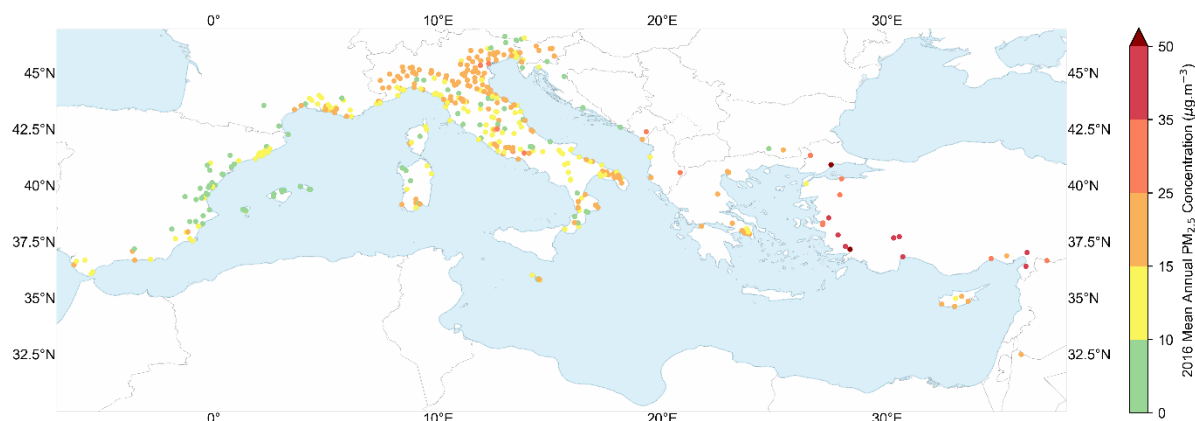 0° 10°E 20°E 30°E
45°N 45°N
42.5°N 42.5°N
40°N 40°N
37.5°N 37.5°N
35°N 35°N
32.5°N 32.5°N
0° 10°E 20°E 30°E
50
35
25
15
10
0
2016 Mean Annual PM₂.₅ Concentration (μg.m⁻³)